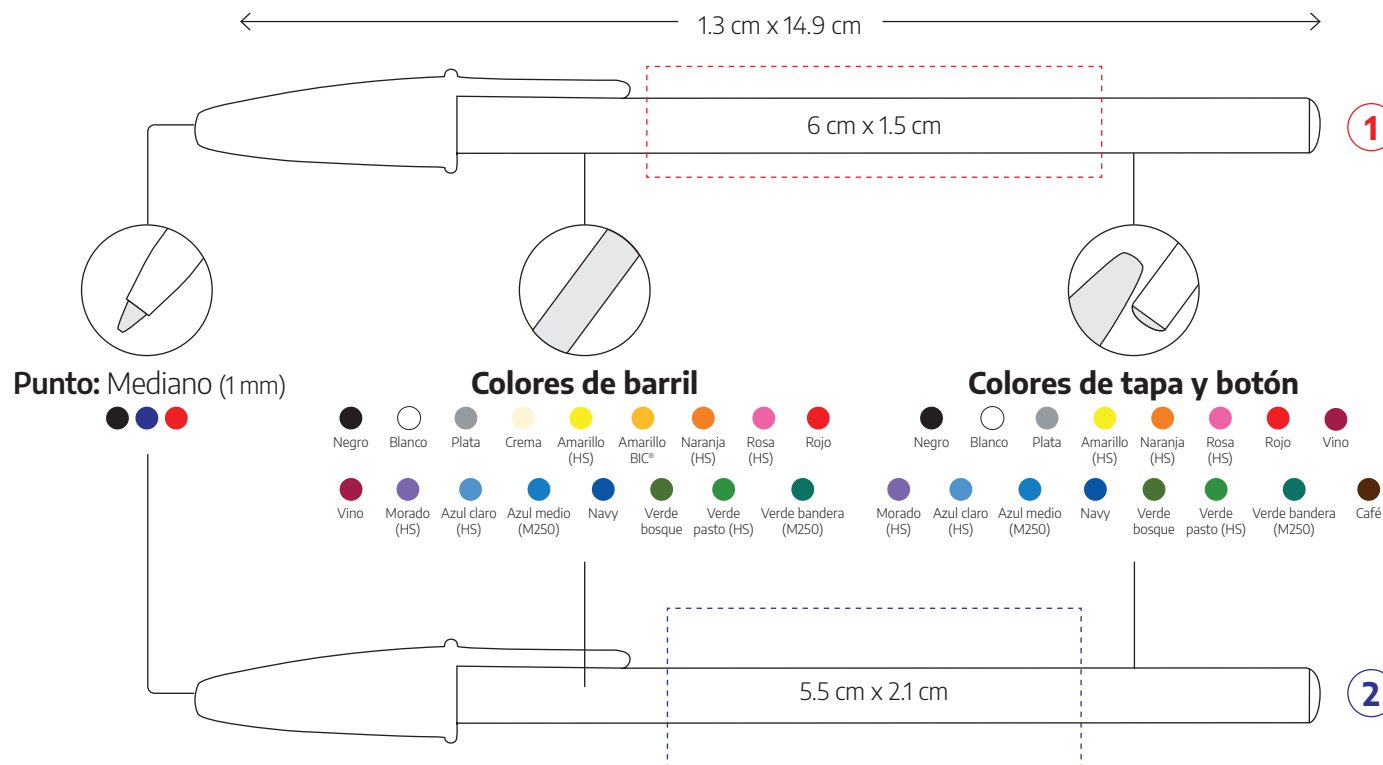 1.3 cm x 14.9 cm
6 cm x 1.5 cm
1
Punto: Mediano (1 mm)
Colores de barril
Negro
Blanco
Plata
Crema
Amarillo
(HS)
Amarillo
BIC®
Naranja
(HS)
Rosa
(HS)
Rojo
Vino
Morado
(HS)
Azul claro
(HS)
Azul medio
(M250)
Navy
Verde
bosque
Verde
pasto (HS)
Verde bandera
(M250)
Colores de tapa y botón
Negro
Blanco
Plata
Amarillo
(HS)
Naranja
(HS)
Rosa
(HS)
Rojo
Vino
Morado
(HS)
Azul claro
(HS)
Azul medio
(M250)
Navy
Verde
bosque
Verde
pasto (HS)
Verde bandera
(M250)
Café
5.5 cm x 2.1 cm
2